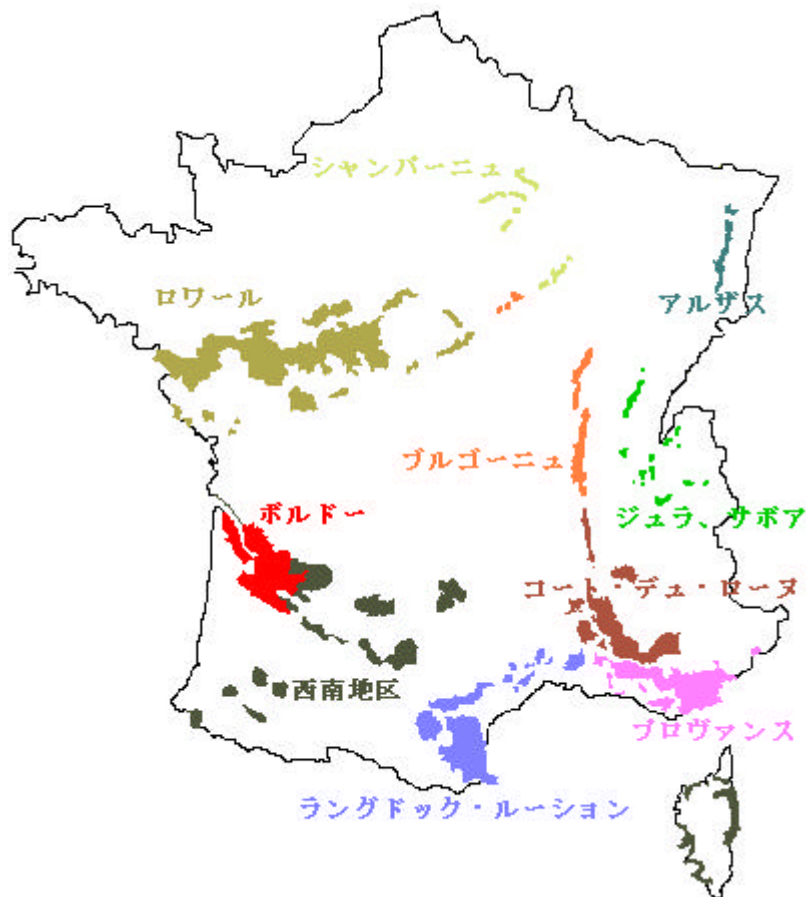 シャンパーニュ
ロワール
アルザス
ブルゴーニュ
ボルドー
ジュラ、サボア
コート・デュ・ローヌ
西南地区
プロヴァンス
ラングドック・ルーション